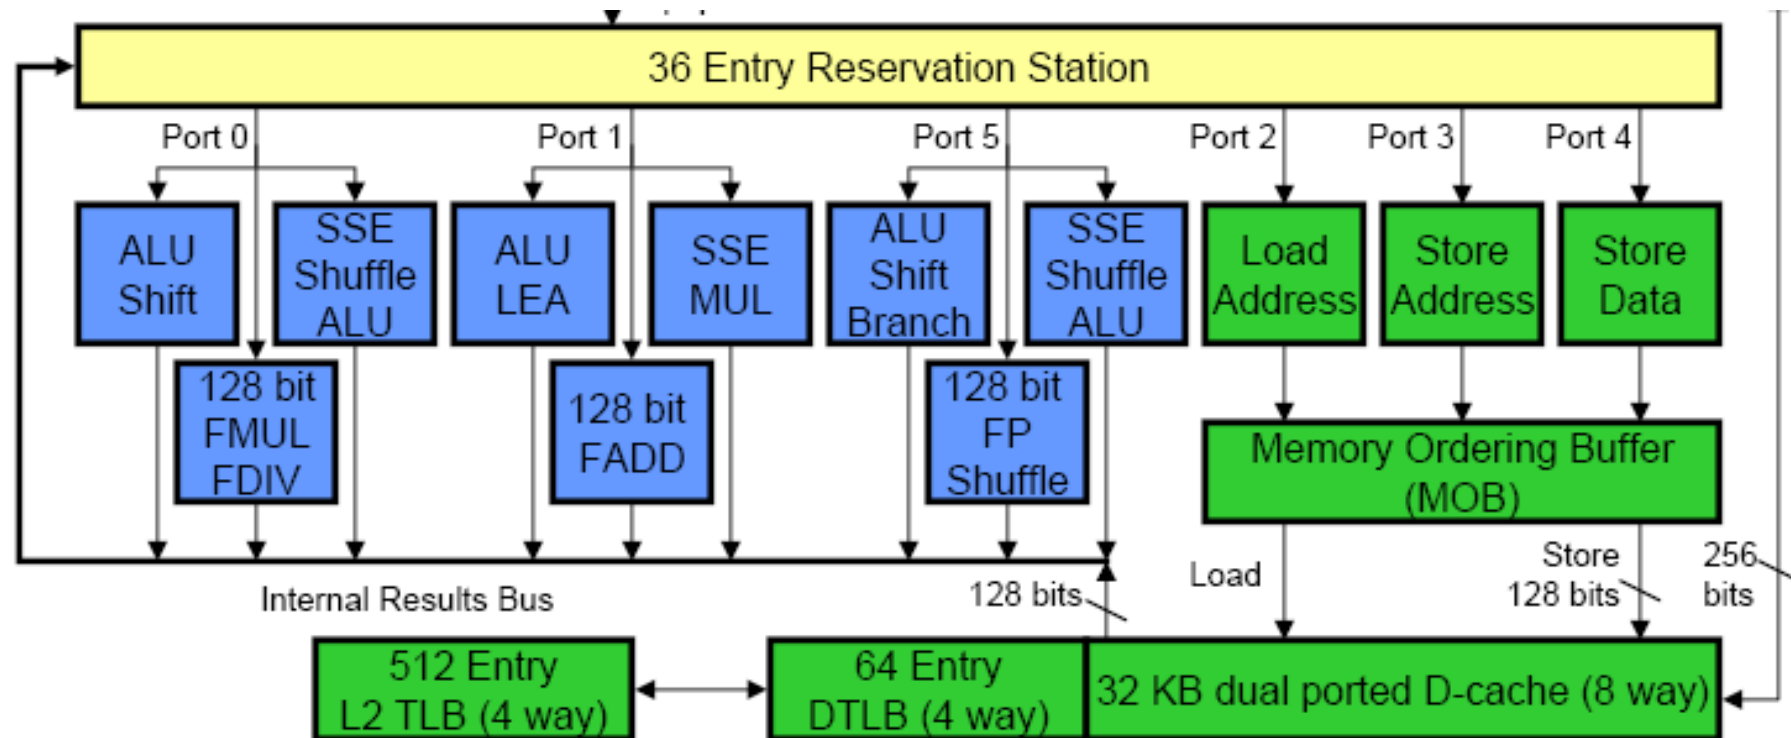 36 Entry Reservation Station
Port 0
Port 1
Port 5
Port 2
Port 3
Port 4
ALU
Shift
SSE
Shuffle
ALU
ALU
LEA
SSE
MUL
ALU
Shift
Branch
SSE
Shuffle
ALU
Load
Address
Store
Address
Store
Data
128 bit
FMUL
FDIV
128 bit
FADD
128 bit
FP
Shuffle
Memory Ordering Buffer
(MOB)
Internal Results Bus
128 bits
Load
Store
128 bits
256
bits
512 Entry
L2 TLB (4 way)
64 Entry
DTLB (4 way)
32 KB dual ported D-cache (8 way)